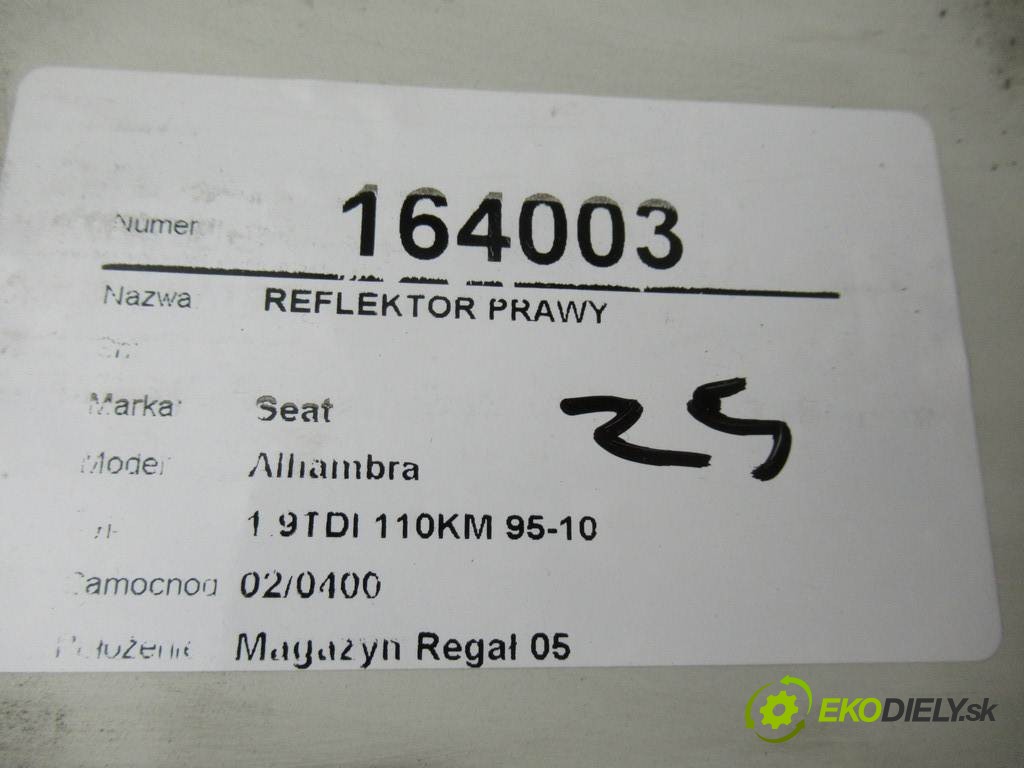 Numer 164003
Nazwa REFLEKTOR PRAWY
Marka: Seat
Model Alhambra
25
1.9TDI 110KM 95-10
Samochod 02/0400
Położenie Magazyn Regał 05
EKODIELY.sk